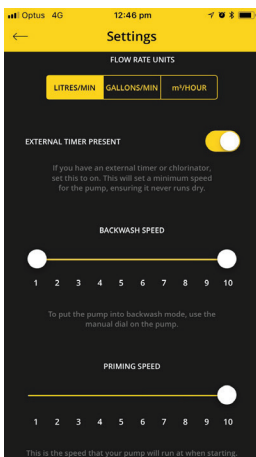 Optus 4G 12:46 pm
Settings
FLOW RATE UNITS
LITRES/MIN GALLONS/MIN m³/HOUR
EXTERNAL TIMER PRESENT
If you have an external timer or chlorinator,
set this to on. This will set a minimum speed
for the pump, ensuring it never runs dry.
BACKWASH SPEED
1 2 3 4 5 6 7 8 9 10
To put the pump into backwash mode, use the
manual dial on the pump.
PRIMING SPEED
1 2 3 4 5 6 7 8 9 10
This is the speed that your pump will run at when starting.